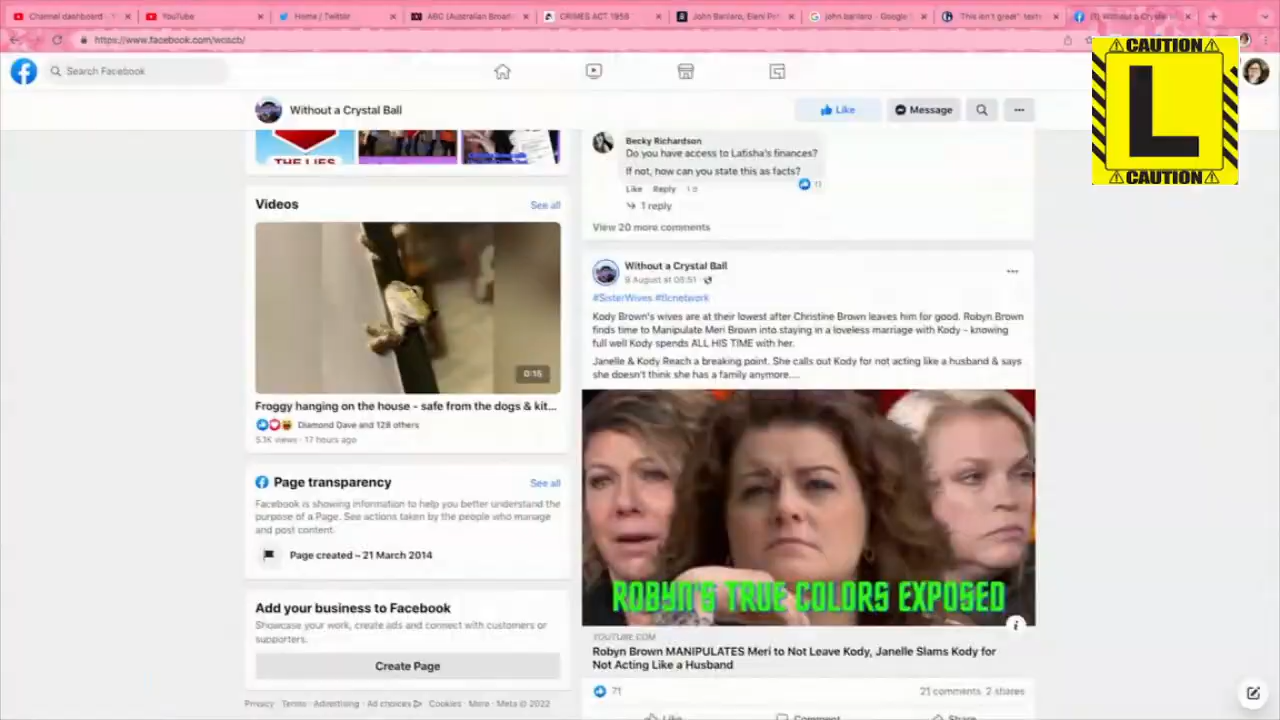 Channel dashboard - Y
YouTube
Home / Twitter
ABC (Australian Broad
CRIMES ACT 1958
John Barilaro, Eleni Pe
john barilaro - Google
"This isn't great": texts
(1) Without a Crystal
https://www.facebook.com/wcacb/
CAUTION
L
CAUTION
Search Facebook
Without a Crystal Ball
Like
Message
THE LIES
Becky Richardson
Do you have access to Latisha's finances?
If not, how can you state this as facts?
Like Reply
11
1 reply
View 20 more comments
Videos
See all
0:15
Froggy hanging on the house - safe from the dogs & kit...
Diamond Dave and 128 others
5.1K views · 17 hours ago
Page transparency
See all
Facebook is showing information to help you better understand the
purpose of a Page. See actions taken by the people who manage
and post content.
Page created – 21 March 2014
Add your business to Facebook
Showcase your work, create ads and connect with customers or
supporters.
Create Page
Privacy · Terms · Advertising · Ad choices · Cookies · More · Meta © 2022
Without a Crystal Ball
9 August at 08:51
#SisterWives #tlcnetwork
Kody Brown's wives are at their lowest after Christine Brown leaves him for good. Robyn Brown
finds time to Manipulate Meri Brown into staying in a loveless marriage with Kody - knowing
full well Kody spends ALL HIS TIME with her.
Janelle & Kody Reach a breaking point. She calls out Kody for not acting like a husband & says
she doesn't think she has a family anymore....
ROBYN'S TRUE COLORS EXPOSED
YOUTUBE.COM
Robyn Brown MANIPULATES Meri to Not Leave Kody, Janelle Slams Kody for
Not Acting Like a Husband
71
21 comments 2 shares
Like
Comment
Share